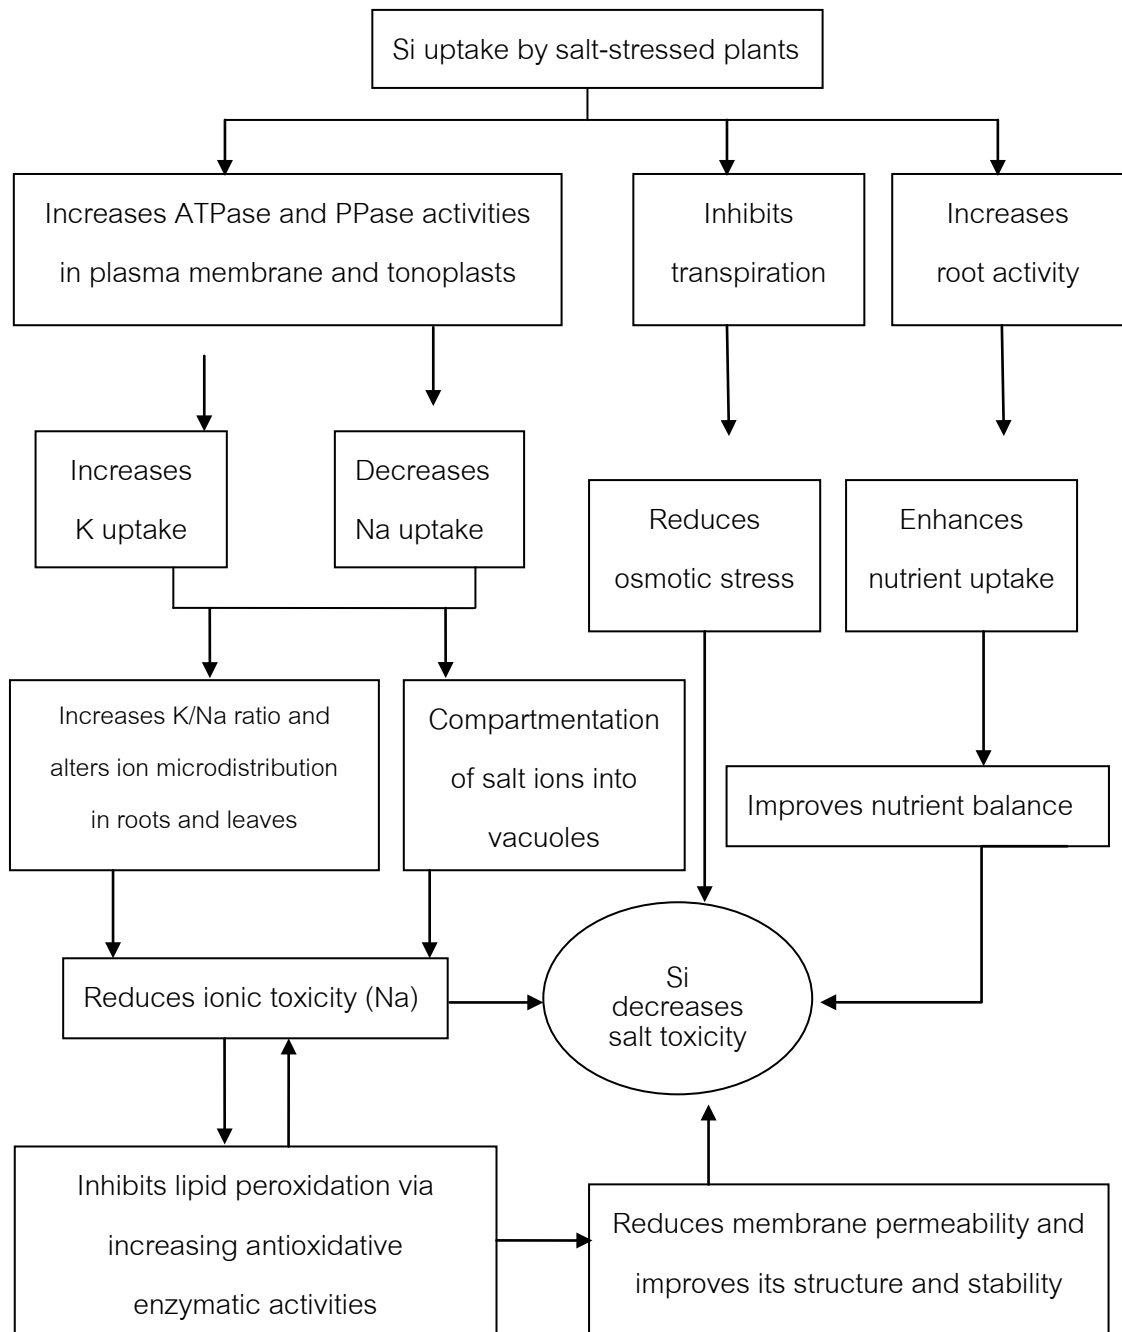 Si uptake by salt-stressed plants
Increases ATPase and PPase activities
in plasma membrane and tonoplasts
Inhibits
transpiration
Increases
root activity
Increases
K uptake
Decreases
Na uptake
Reduces
osmotic stress
Enhances
nutrient uptake
Increases K/Na ratio and
alters ion microdistribution
in roots and leaves
Compartmentation
of salt ions into
vacuoles
Improves nutrient balance
Reduces ionic toxicity (Na)
Si
decreases
salt toxicity
Inhibits lipid peroxidation via
increasing antioxidative
enzymatic activities
Reduces membrane permeability and
improves its structure and stability